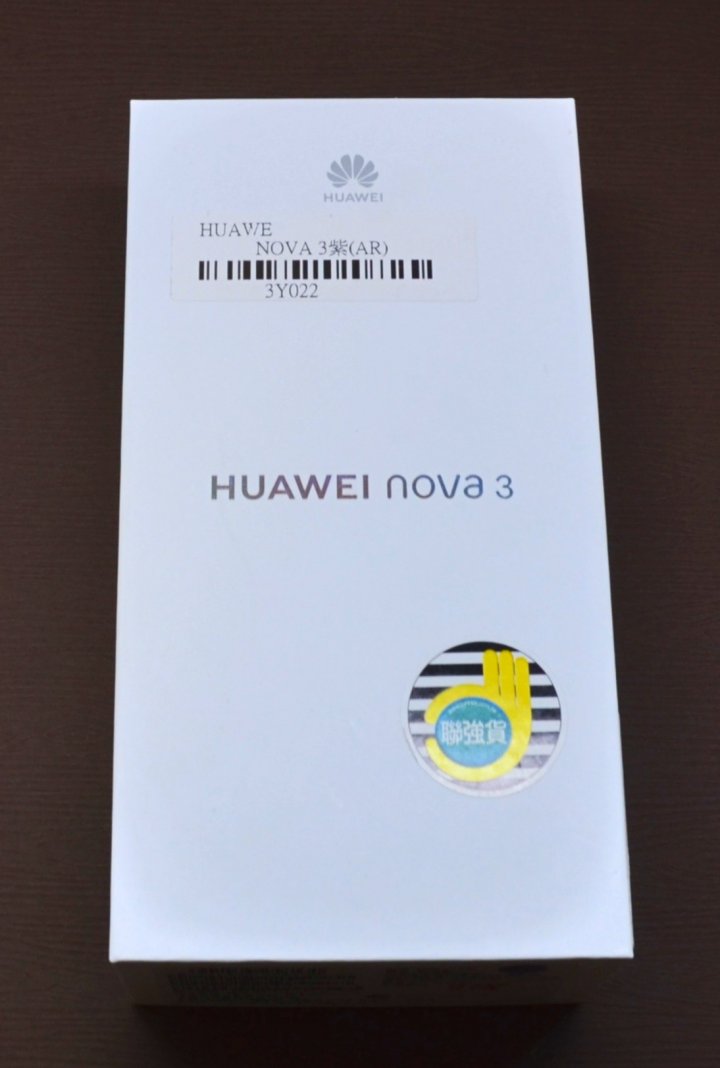 HUAWEI
HUAWE
NOVA 3紫(AR)
3Y022
HUAWEI nova 3
聯強貨